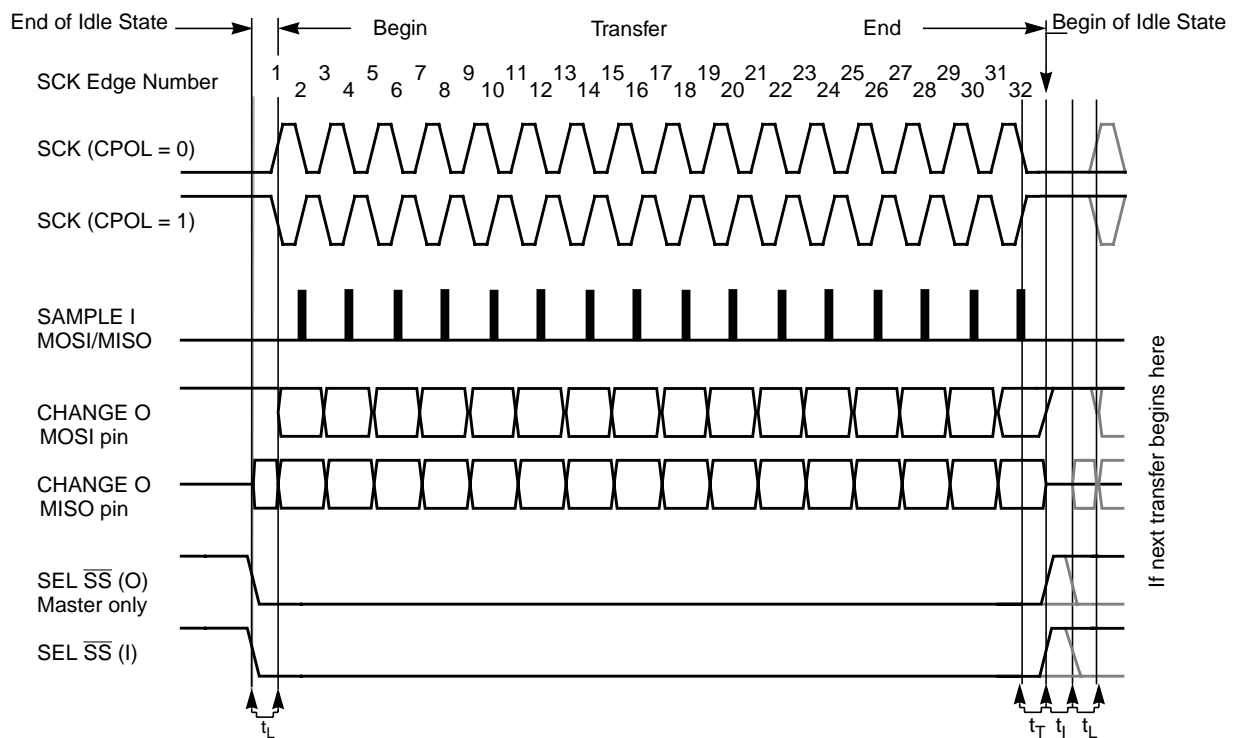 End of Idle State
Begin
Transfer
End
Begin of Idle State
SCK Edge Number
1 3 5 7 9 11 13 15 17 19 21 23 25 27 29 31
2 4 6 8 10 12 14 16 18 20 22 24 26 28 30 32
SCK (CPOL = 0)
SCK (CPOL = 1)
SAMPLE I
MOSI/MISO
CHANGE O
MOSI pin
CHANGE O
MISO pin
SEL SS (O)
Master only
SEL SS (I)
tL
tT tI tL
If next transfer begins here